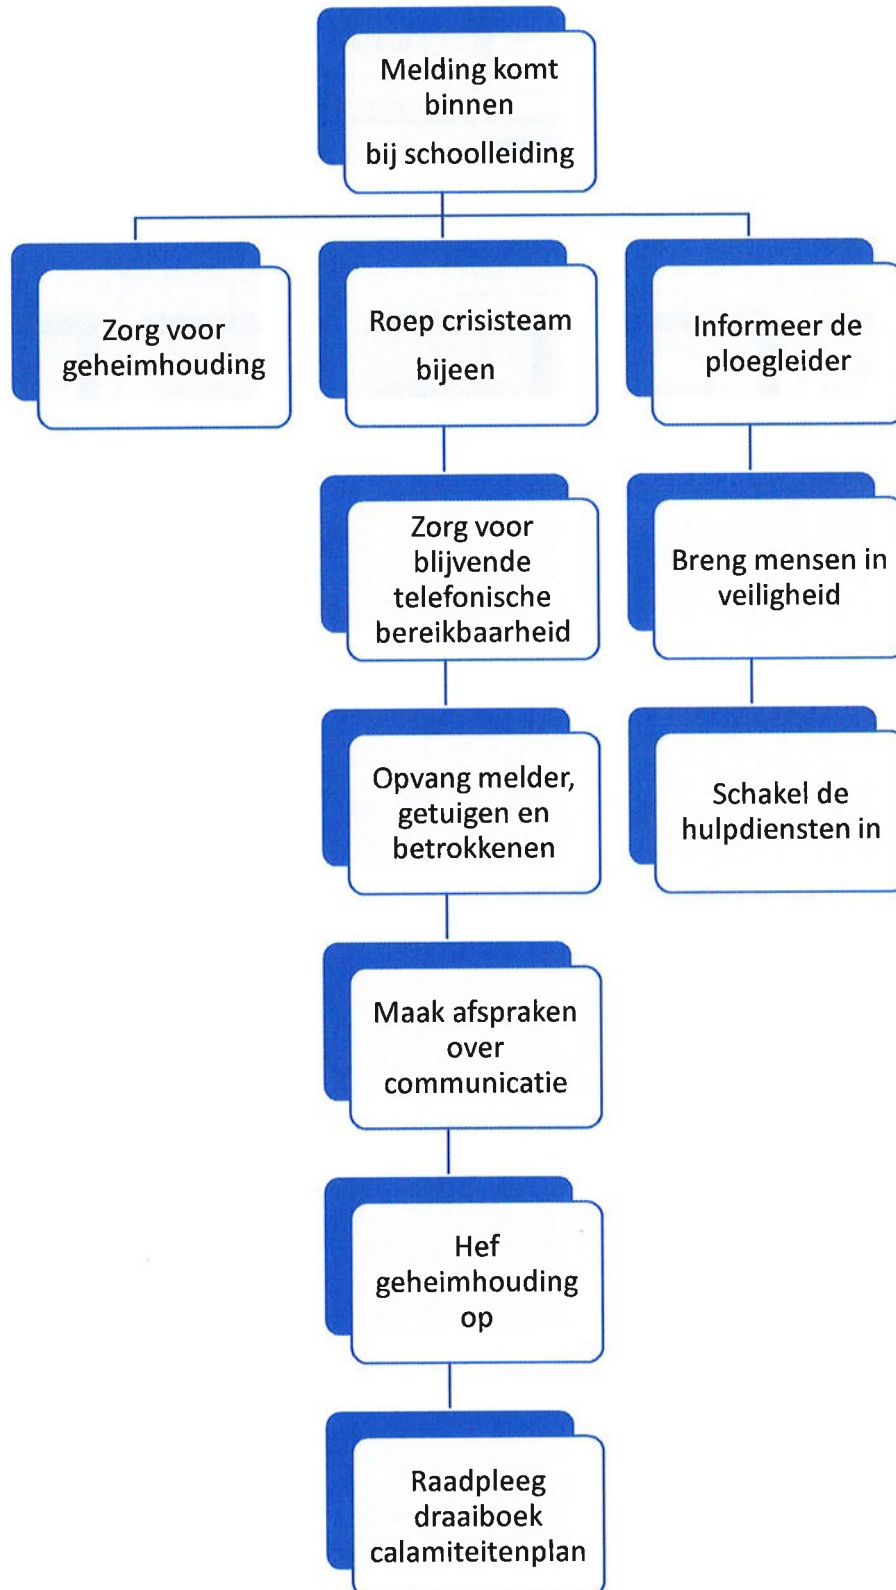 Melding komt
binnen
bij schoolleiding
Zorg voor
geheimhouding
Roep crisisteam
bijeen
Informeer de
ploegleider
Zorg voor
blijvende
telefonische
bereikbaarheid
Breng mensen in
veiligheid
Opvang melder,
getuigen en
betrokkenen
Schakel de
hulpdiensten in
Maak afspraken
over
communicatie
Hef
geheimhouding
op
Raadpleeg
draaiboek
calamiteitenplan